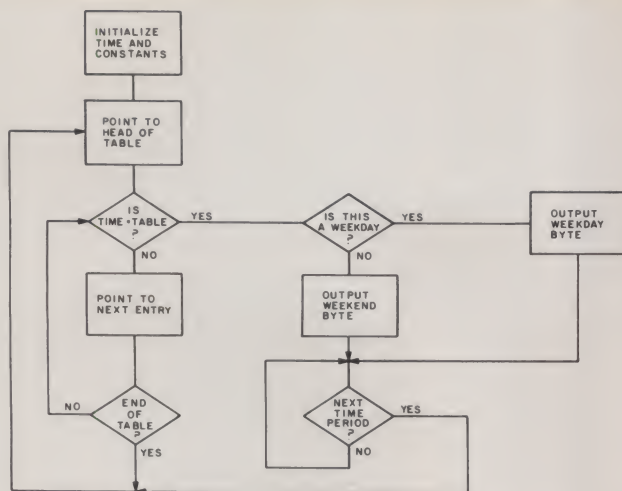 INITIALIZE
TIME AND
CONSTANTS
POINT TO
HEAD OF
TABLE
IS
TIME=TABLE
?
YES
NO
IS THIS
A WEEKDAY
?
YES
NO
OUTPUT
WEEKDAY
BYTE
POINT TO
NEXT ENTRY
OUTPUT
WEEKEND
BYTE
END
OF
TABLE
?
NO
YES
NEXT
TIME
PERIOD
?
YES
NO